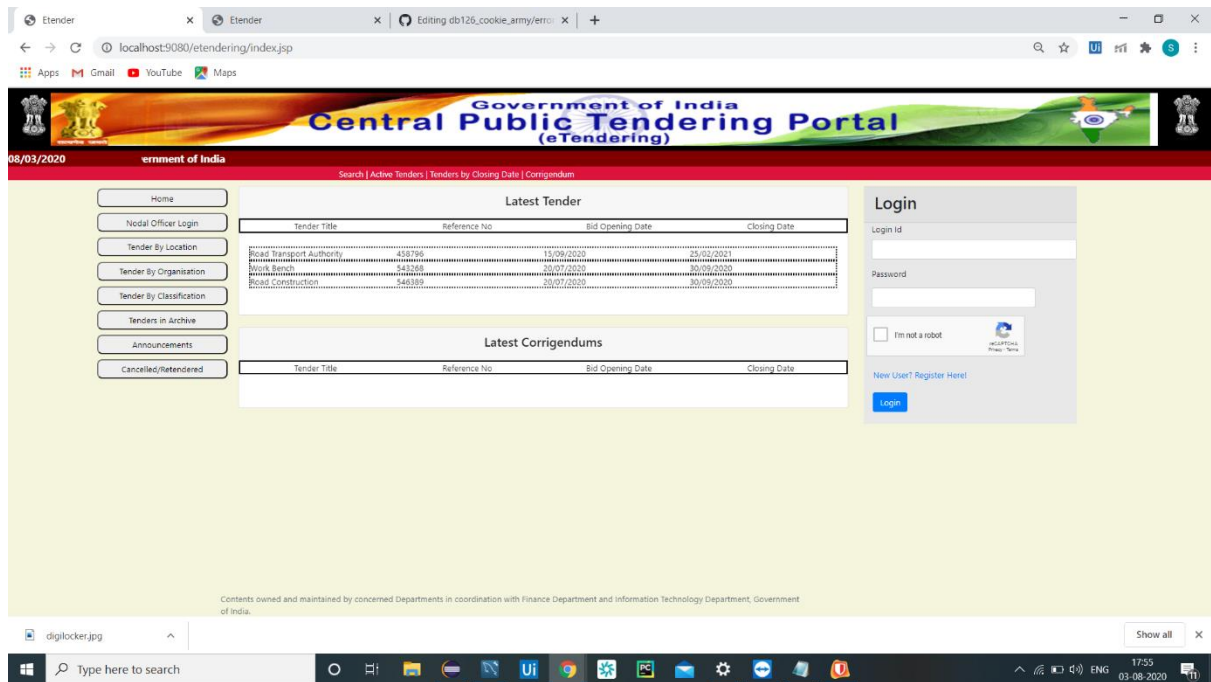 Etender
Etender
Editing db126_cookie_army/error
localhost:9080/etendering/index.jsp
Apps
Gmail
YouTube
Maps
Government of India
Central Public Tendering Portal
(eTendering)
08/03/2020 ernment of India
Search | Active Tenders | Tenders by Closing Date | Corrigendum
Home
Nodal Officer Login
Tender By Location
Tender By Organisation
Tender By Classification
Tenders in Archive
Announcements
Cancelled/Retendered
Latest Tender
Tender Title Reference No Bid Opening Date Closing Date
Road Transport Authority 458796 15/09/2020 25/02/2021
Work Bench 543268 20/07/2020 30/09/2020
Road Construction 546389 20/07/2020 30/09/2020
Latest Corrigendums
Tender Title Reference No Bid Opening Date Closing Date
Login
Login Id
Password
I'm not a robot
reCAPTCHA
Privacy - Terms
New User? Register Here!
Login
Contents owned and maintained by concerned Departments in coordination with Finance Department and Information Technology Department, Government
of India.
digilocker.jpg
Show all
Type here to search
ENG
17:55
03-08-2020